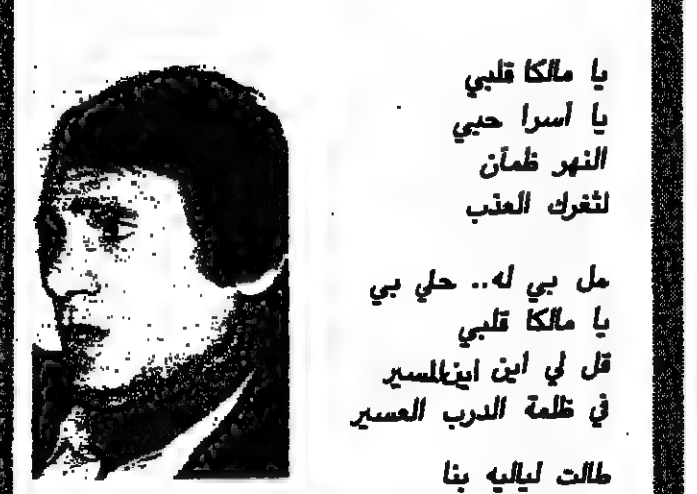 يا مالكا قلبي
يا آسرا حبي
النهر ظمآن
لثغرك العذب
مل بي له.. حلي بي
يا مالكا قلبي
قل لي اين اين المسير
في ظلمة الدرب العسير
طالت لياليه بنا